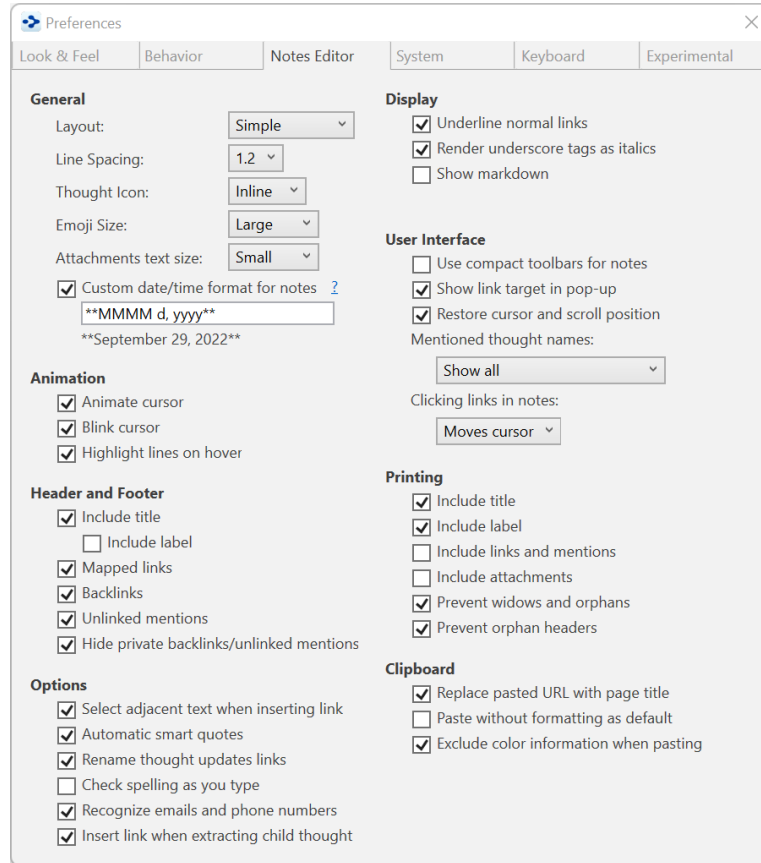 Preferences
Look & Feel
Behavior
Notes Editor
System
Keyboard
Experimental
General
Layout: Simple
Line Spacing: 1.2
Thought Icon: Inline
Emoji Size: Large
Attachments text size: Small
Custom date/time format for notes ?
**MMMM d, yyyy**
**September 29, 2022**
Animation
Animate cursor
Blink cursor
Highlight lines on hover
Header and Footer
Include title
Include label
Mapped links
Backlinks
Unlinked mentions
Hide private backlinks/unlinked mentions
Options
Select adjacent text when inserting link
Automatic smart quotes
Rename thought updates links
Check spelling as you type
Recognize emails and phone numbers
Insert link when extracting child thought
Display
Underline normal links
Render underscore tags as italics
Show markdown
User Interface
Use compact toolbars for notes
Show link target in pop-up
Restore cursor and scroll position
Mentioned thought names:
Show all
Clicking links in notes:
Moves cursor
Printing
Include title
Include label
Include links and mentions
Include attachments
Prevent widows and orphans
Prevent orphan headers
Clipboard
Replace pasted URL with page title
Paste without formatting as default
Exclude color information when pasting